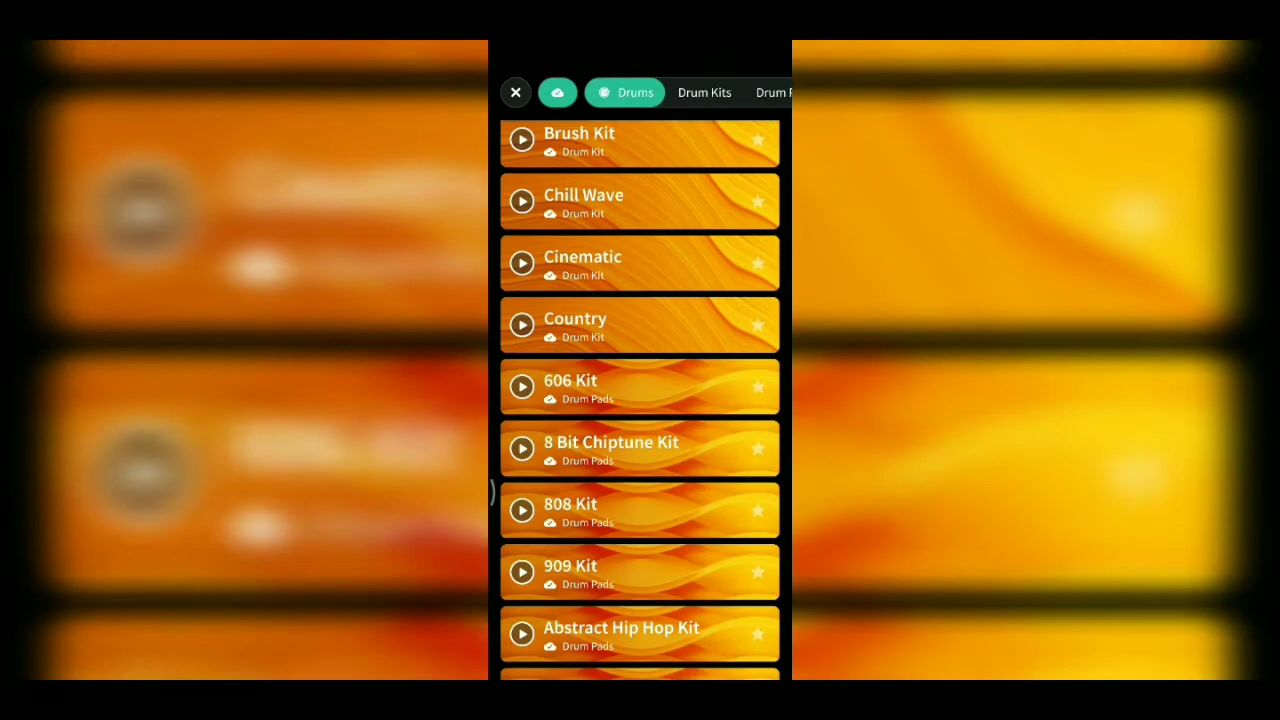 Drums Drum Kits Drum
Brush Kit
Drum Kit
Chill Wave
Drum Kit
Cinematic
Drum Kit
Country
Drum Kit
606 Kit
Drum Pads
8 Bit Chiptune Kit
Drum Pads
808 Kit
Drum Pads
909 Kit
Drum Pads
Abstract Hip Hop Kit
Drum Pads